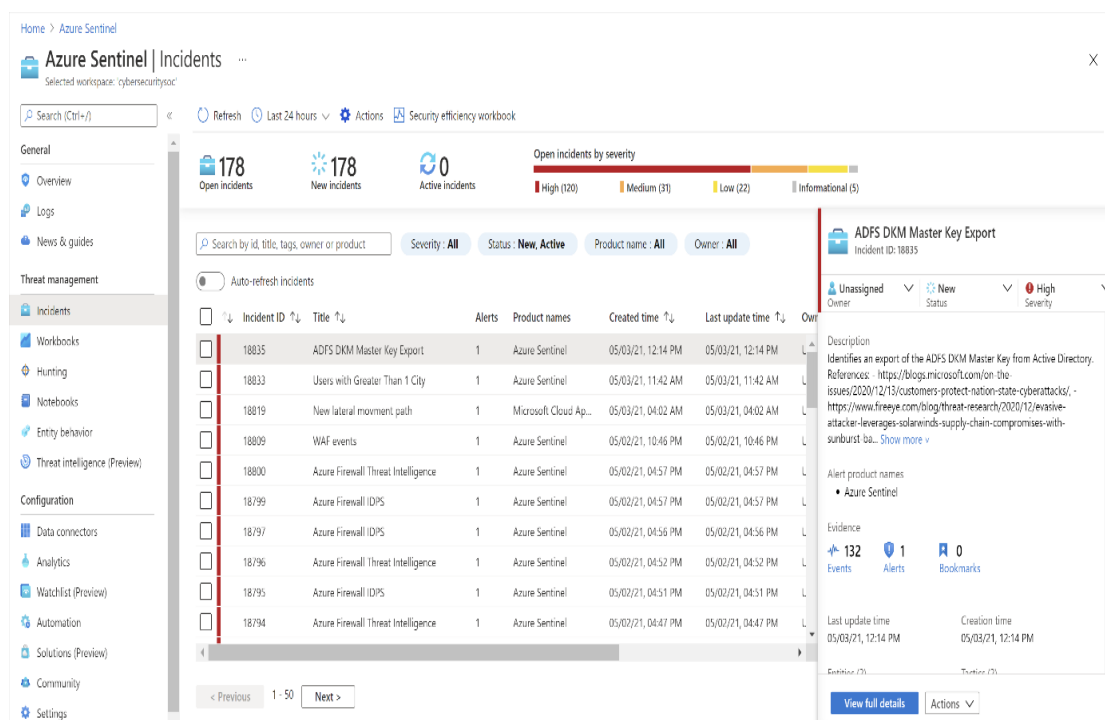 Home > Azure Sentinel
Azure Sentinel | Incidents ...
Selected workspace: 'cybersecuritysoc'
Search (Ctrl+/)
«
General
Overview
Logs
News & guides
Threat management
Incidents
Workbooks
Hunting
Notebooks
Entity behavior
Threat intelligence (Preview)
Configuration
Data connectors
Analytics
Watchlist (Preview)
Automation
Solutions (Preview)
Community
Settings
Refresh Last 24 hours Actions Security efficiency workbook
178 Open incidents
178 New incidents
0 Active incidents
Open incidents by severity
High (120) Medium (31) Low (22) Informational (5)
Search by id, title, tags, owner or product Severity : All Status : New, Active Product name : All Owner : All
Auto-refresh incidents
Incident ID Title Alerts Product names Created time Last update time Own
18835 ADFS DKM Master Key Export 1 Azure Sentinel 05/03/21, 12:14 PM 05/03/21, 12:14 PM
18833 Users with Greater Than 1 City 1 Azure Sentinel 05/03/21, 11:42 AM 05/03/21, 11:42 AM
18819 New lateral movment path 1 Microsoft Cloud Ap... 05/03/21, 04:02 AM 05/03/21, 04:02 AM
18809 WAF events 1 Azure Sentinel 05/02/21, 10:46 PM 05/02/21, 10:46 PM
18800 Azure Firewall Threat Intelligence 1 Azure Sentinel 05/02/21, 04:57 PM 05/02/21, 04:57 PM
18799 Azure Firewall IDPS 1 Azure Sentinel 05/02/21, 04:57 PM 05/02/21, 04:57 PM
18797 Azure Firewall IDPS 1 Azure Sentinel 05/02/21, 04:56 PM 05/02/21, 04:56 PM
18796 Azure Firewall Threat Intelligence 1 Azure Sentinel 05/02/21, 04:52 PM 05/02/21, 04:52 PM
18795 Azure Firewall IDPS 1 Azure Sentinel 05/02/21, 04:51 PM 05/02/21, 04:51 PM
18794 Azure Firewall Threat Intelligence 1 Azure Sentinel 05/02/21, 04:47 PM 05/02/21, 04:47 PM
< Previous 1 - 50 Next >
ADFS DKM Master Key Export
Incident ID: 18835
Unassigned New High
Owner Status Severity
Description
Identifies an export of the ADFS DKM Master Key from Active Directory.
References: - https://blogs.microsoft.com/on-the-
issues/2020/12/13/customers-protect-nation-state-cyberattacks/, -
https://www.fireeye.com/blog/threat-research/2020/12/evasive-
attacker-leverages-solarwinds-supply-chain-compromises-with-
sunburst-ba... Show more
Alert product names
• Azure Sentinel
Evidence
132 1 0
Events Alerts Bookmarks
Last update time Creation time
05/03/21, 12:14 PM 05/03/21, 12:14 PM
Entities (2) Tactics (2)
View full details Actions